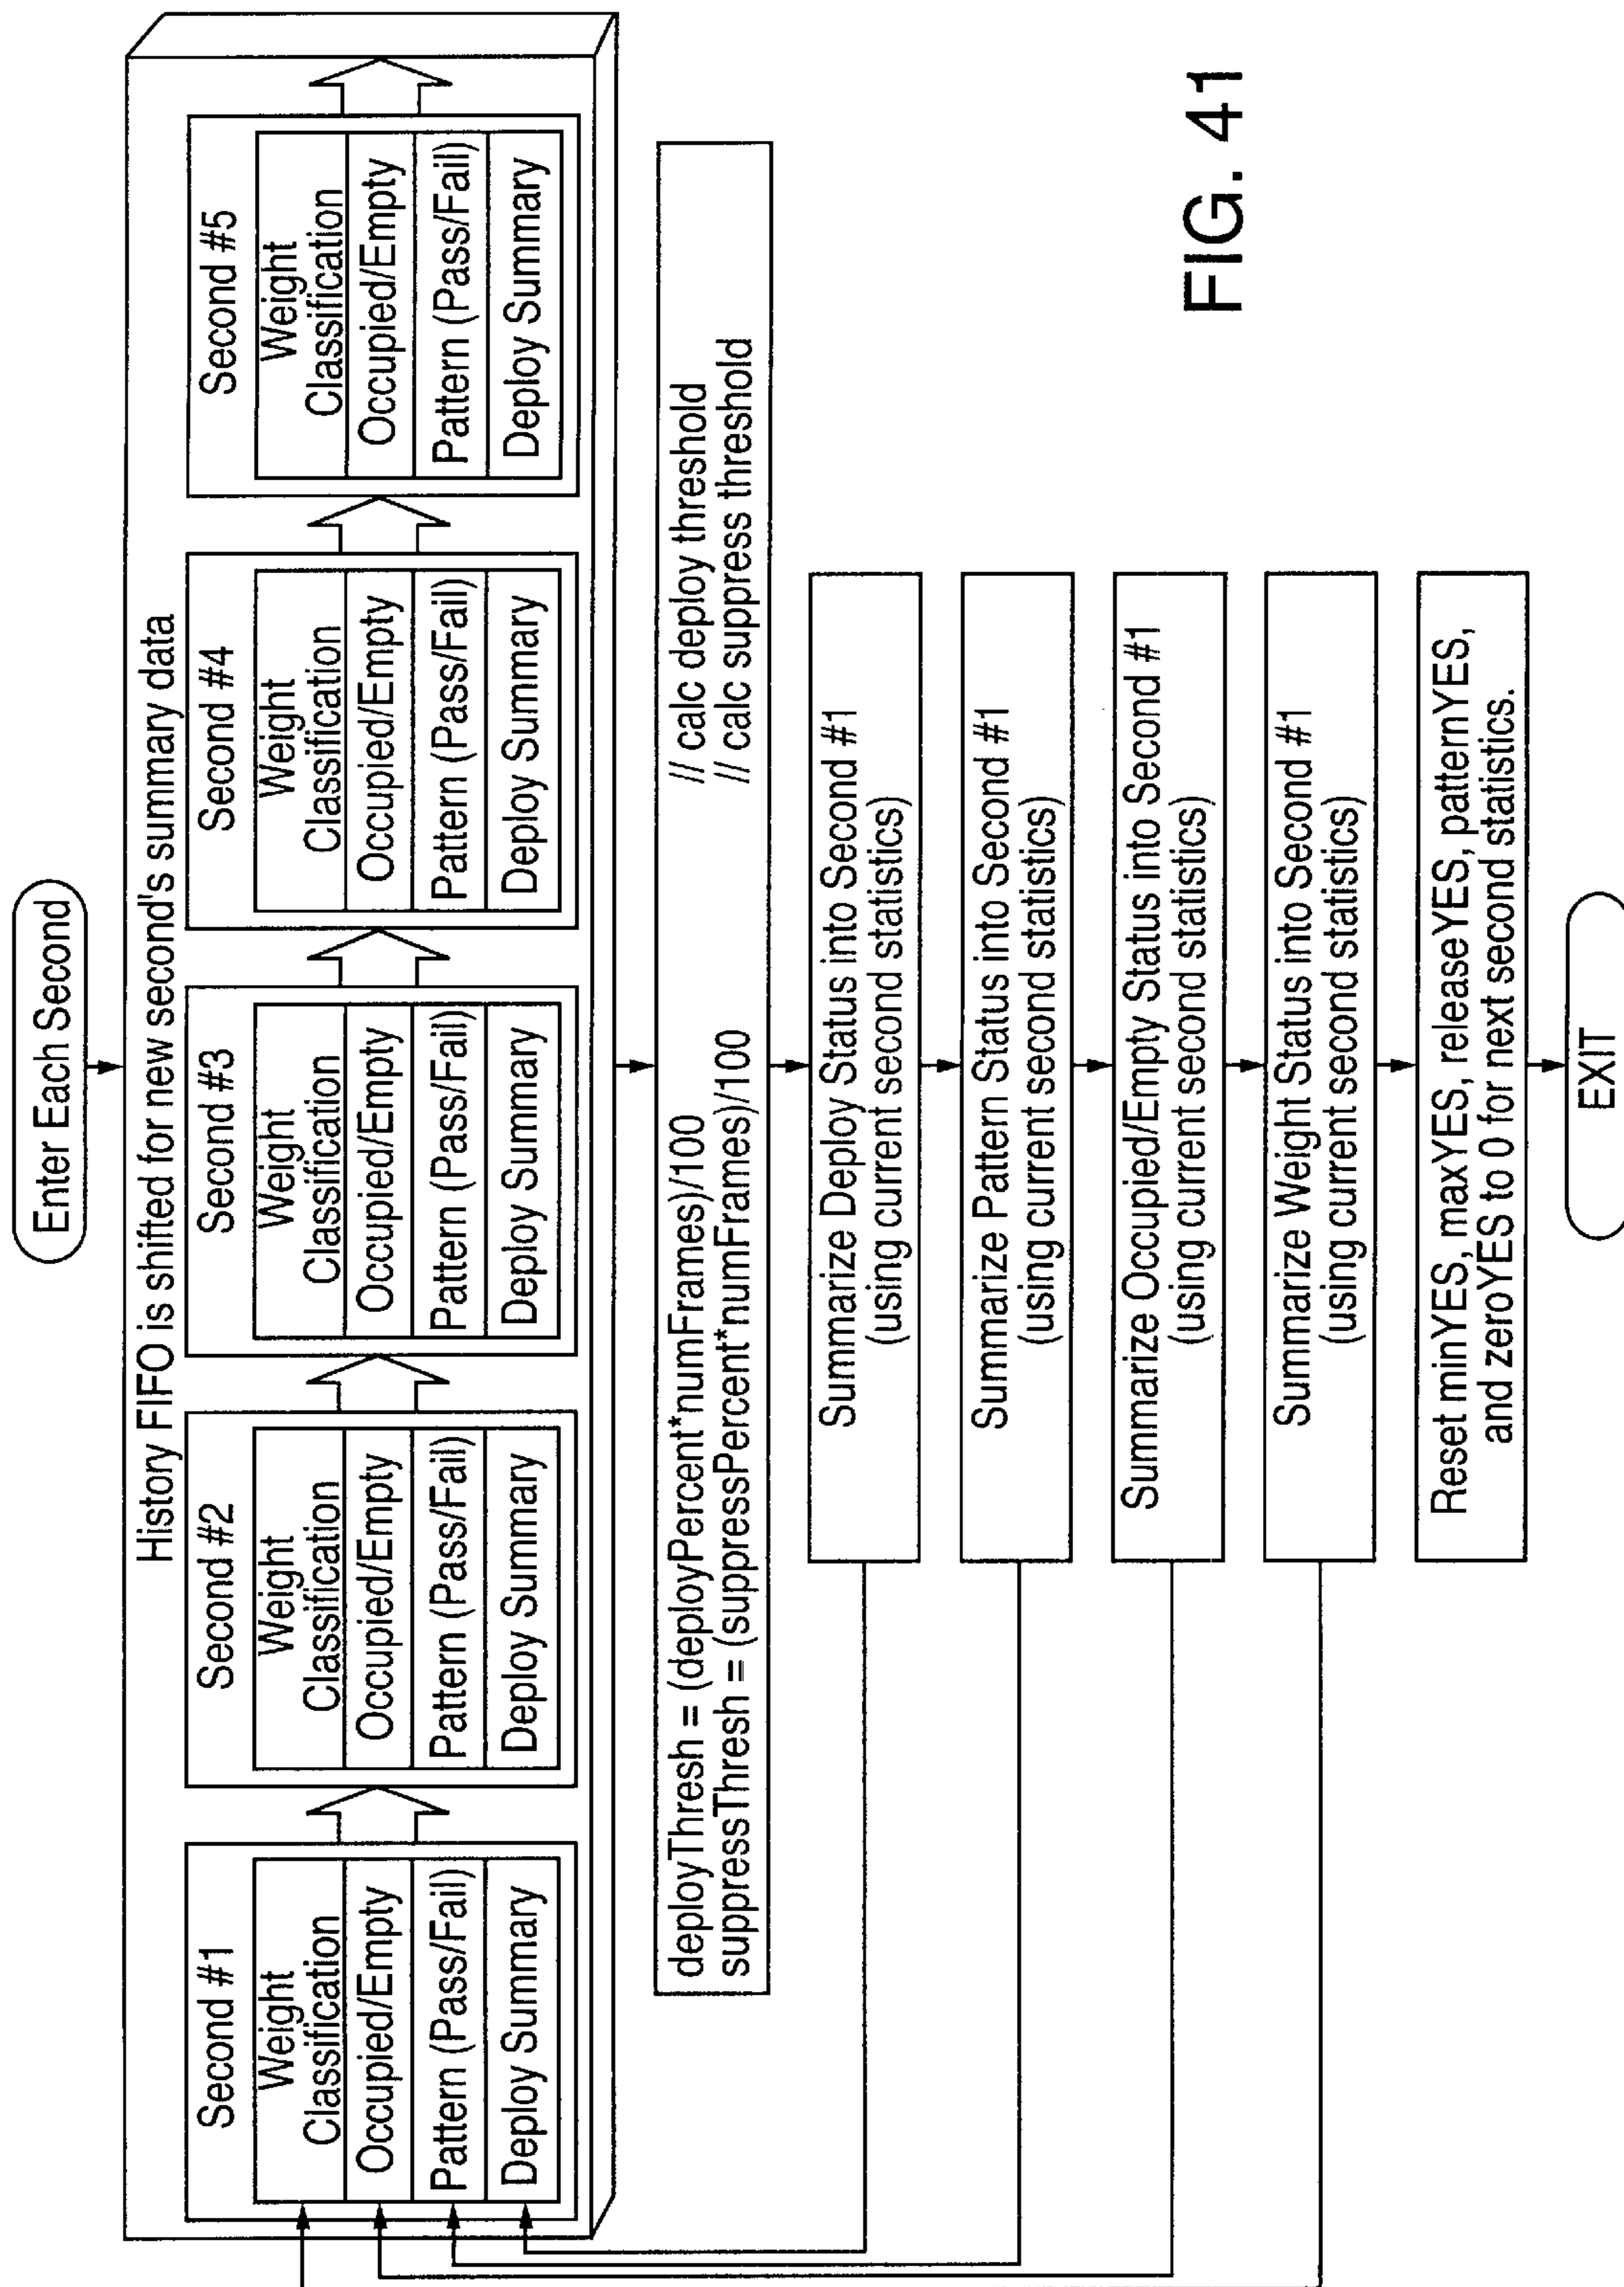 Enter Each Second
History FIFO is shifted for new second's summary data
Second #1
Weight
Classification
Occupied/Empty
Pattern (Pass/Fail)
Deploy Summary
Second #2
Weight
Classification
Occupied/Empty
Pattern (Pass/Fail)
Deploy Summary
Second #3
Weight
Classification
Occupied/Empty
Pattern (Pass/Fail)
Deploy Summary
Second #4
Weight
Classification
Occupied/Empty
Pattern (Pass/Fail)
Deploy Summary
Second #5
Weight
Classification
Occupied/Empty
Pattern (Pass/Fail)
Deploy Summary
deployThresh = (deployPercent*numFrames)/100 // calc deploy threshold
suppressThresh = (suppressPercent*numFrames)/100 // calc suppress threshold
Summarize Deploy Status into Second #1
(using current second statistics)
Summarize Pattern Status into Second #1
(using current second statistics)
Summarize Occupied/Empty Status into Second #1
(using current second statistics)
Summarize Weight Status into Second #1
(using current second statistics)
Reset minYES, maxYES, releaseYES, patternYES,
and zeroYES to 0 for next second statistics.
EXIT
FIG. 41